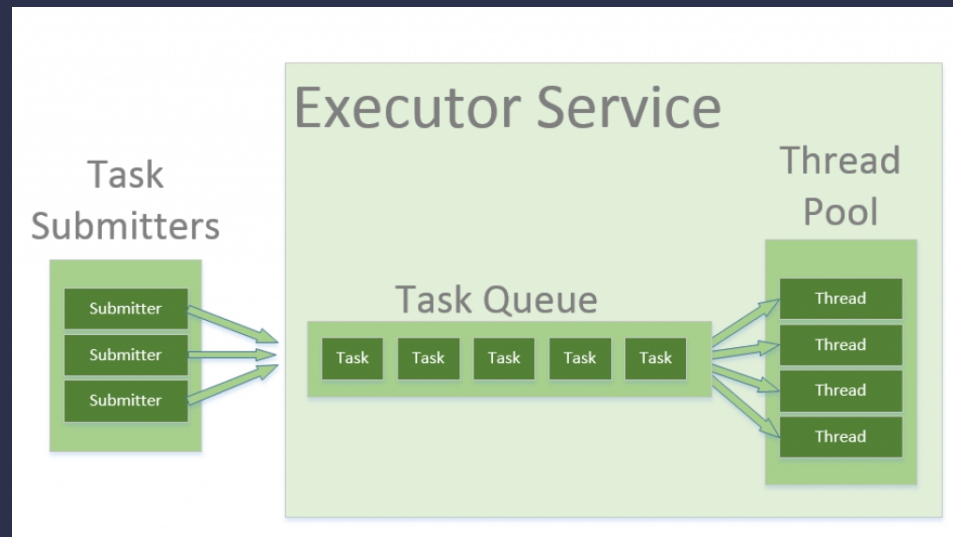 Executor Service
Task
Submitters
Submitter
Submitter
Submitter
Task Queue
Task Task Task Task Task
Thread
Pool
Thread
Thread
Thread
Thread